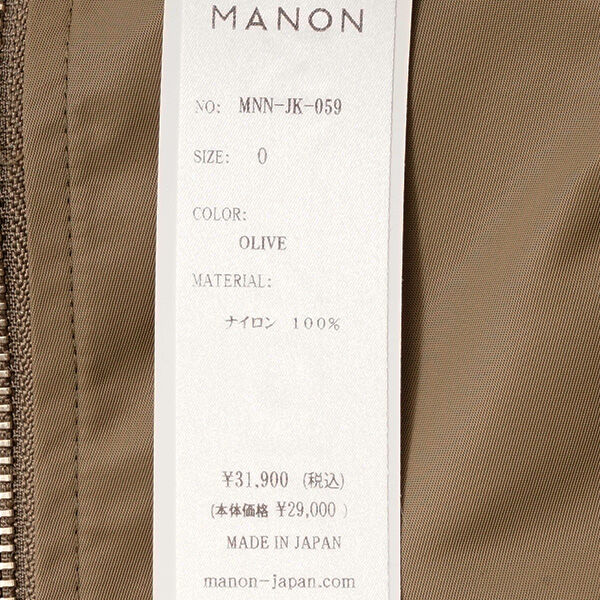 MANON
NO: MNN-JK-059
SIZE: 0
COLOR:
OLIVE
MATERIAL:
ナイロン 100%
¥31,900 (税込)
(本体価格 ¥29,000 )
MADE IN JAPAN
manon-japan.com